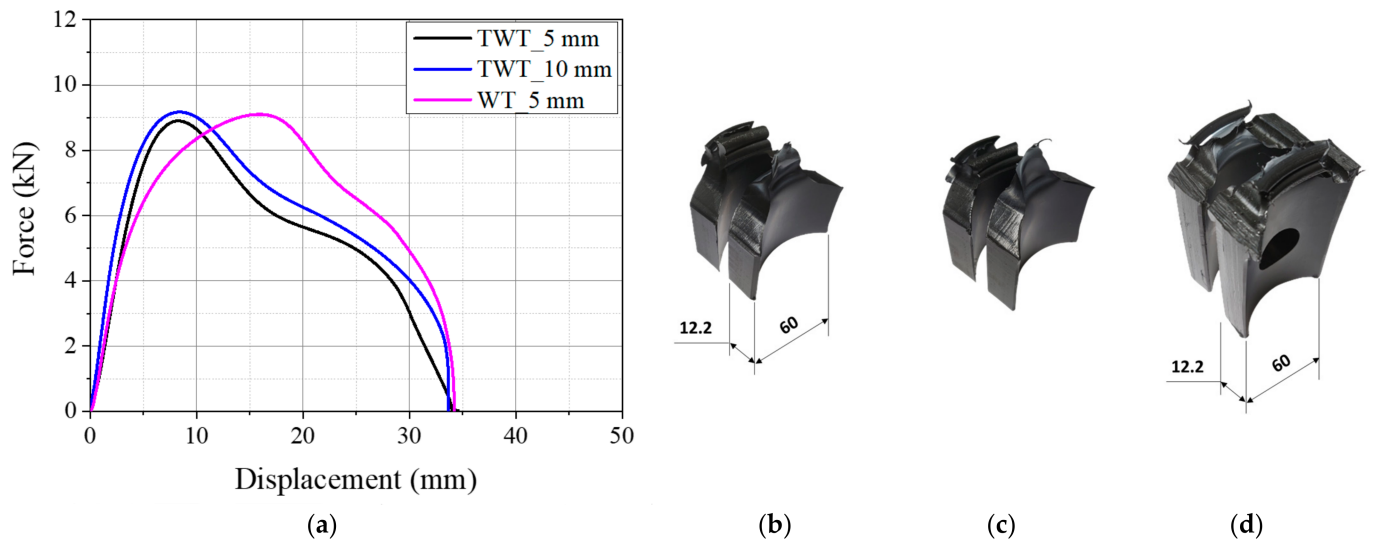 12
10
8
6
4
2
0
Force (kN)
TWT_5 mm
TWT_10 mm
WT_5 mm
0 10 20 30 40 50
Displacement (mm)
12.2
60
12.2
60
(a) (b) (c) (d)